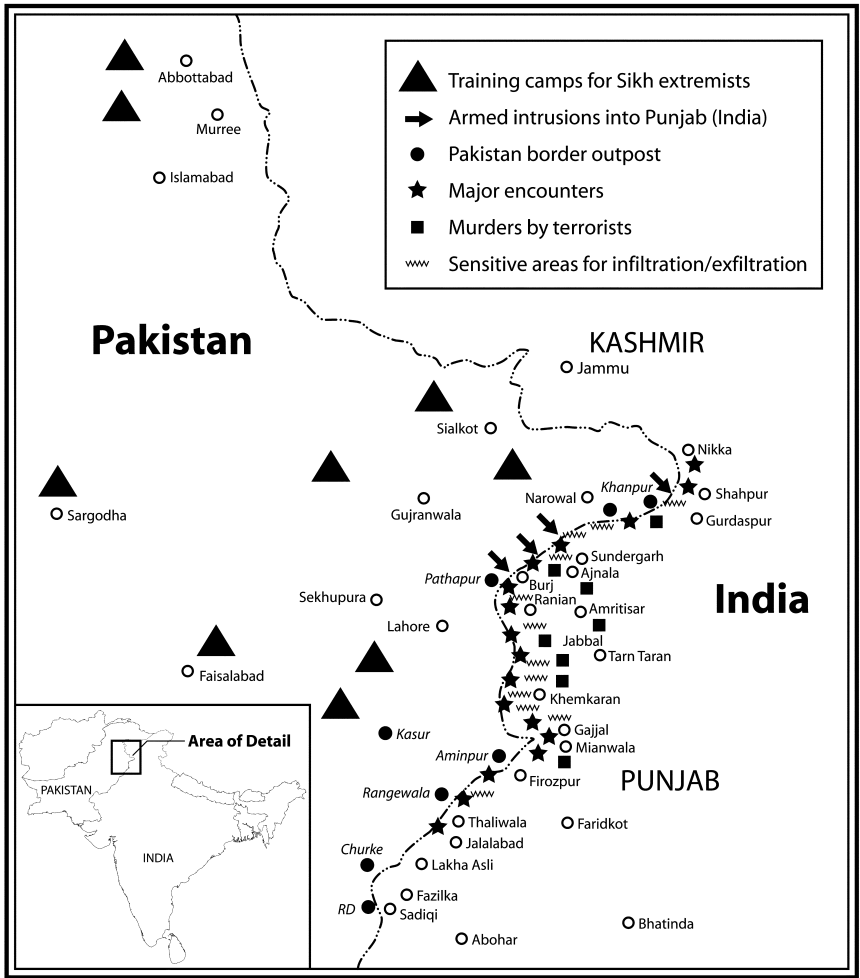 Abbottabad
Murree
Islamabad
Training camps for Sikh extremists
Armed intrusions into Punjab (India)
Pakistan border outpost
Major encounters
Murders by terrorists
Sensitive areas for infiltration/exfiltration
Pakistan
KASHMIR
Jammu
Sialkot
Nikka
Khanpur
Shahpur
Sargodha
Gujranwala
Narowal
Gurdaspur
Sundergarh
Ajnala
Pathapur
Burj
India
Sekhupura
Ranian
Amritisar
Lahore
Jabbal
Tarn Taran
Faisalabad
Khemkaran
Kasur
Gajjal
Mianwala
Aminpur
Firozpur
PUNJAB
Rangewala
Thaliwala
Faridkot
Jalalabad
Churke
Lakha Asli
Fazilka
RD
Sadiqi
Bhatinda
Abohar
Area of Detail
PAKISTAN
INDIA